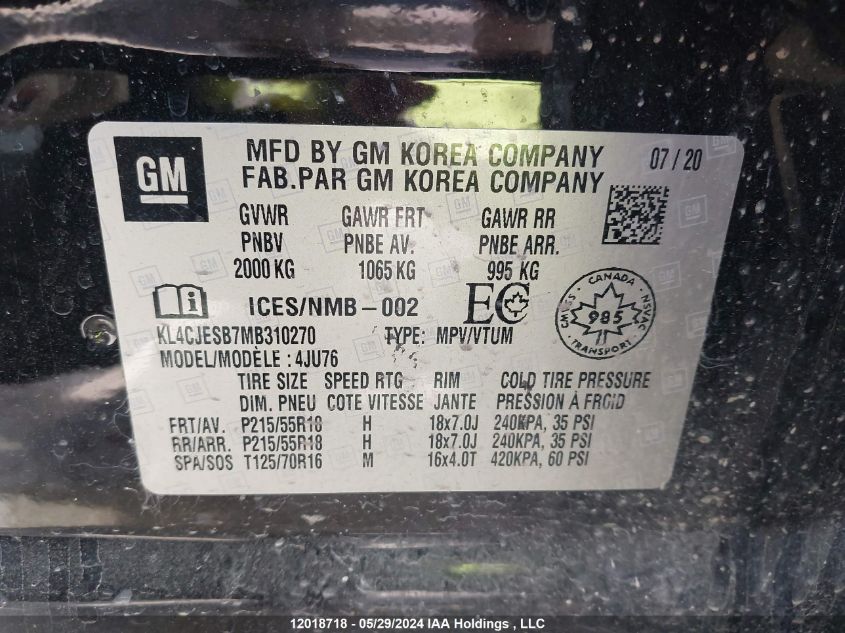 GM
MFD BY GM KOREA COMPANY 07/20
FAB.PAR GM KOREA COMPANY
GVWR GAWR FRT GAWR RR
PNBV PNBE AV. PNBE ARR.
2000 KG 1065 KG 995 KG
ICES/NMB-002 EC
CANADA
CMVSS NSVAC
985
TRANSPORT
KL4CJESB7MB310270 TYPE: MPV/VTUM
MODEL/MODÈLE : 4JU76
TIRE SIZE SPEED RTG RIM COLD TIRE PRESSURE
DIM. PNEU COTE VITESSE JANTE PRESSION À FROID
FRT/AV. P215/55R18 H 18x7.0J 240KPA, 35 PSI
RR/ARR. P215/55R18 H 18x7.0J 240KPA, 35 PSI
SPA/SOS T125/70R16 M 16x4.0T 420KPA, 60 PSI
12018718 - 05/29/2024 IAA Holdings, LLC